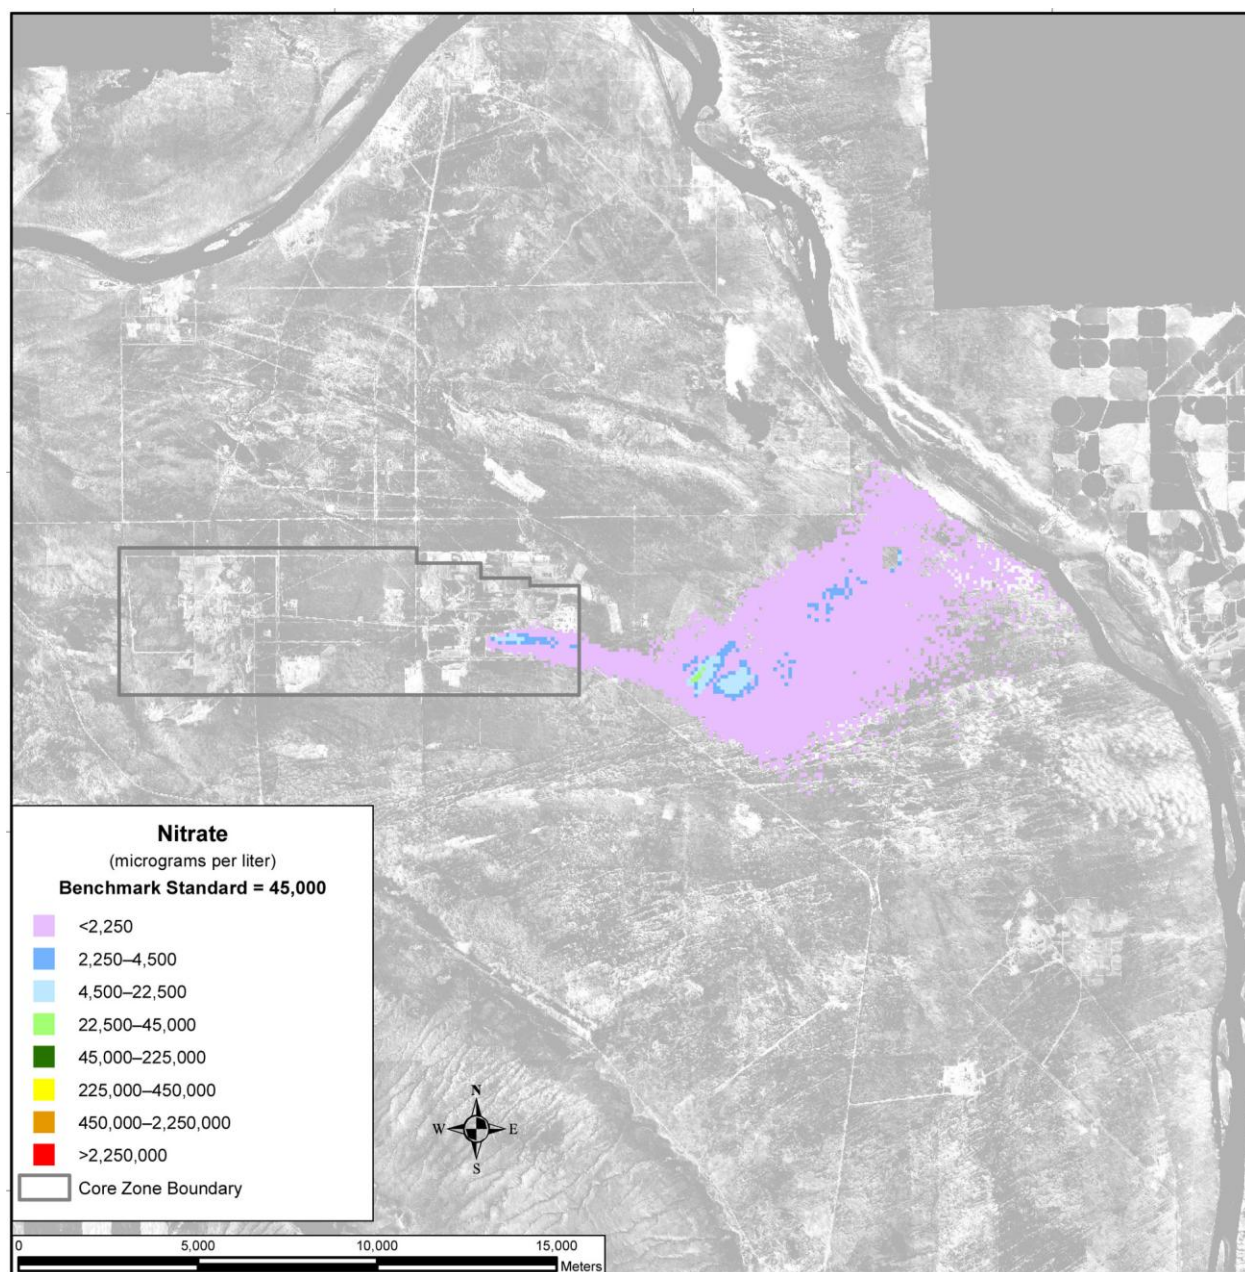 Nitrate
(micrograms per liter)
Benchmark Standard = 45,000
<2,250
2,250–4,500
4,500–22,500
22,500–45,000
45,000–225,000
225,000–450,000
450,000–2,250,000
>2,250,000
Core Zone Boundary
N
W E
S
0 5,000 10,000 15,000
Meters